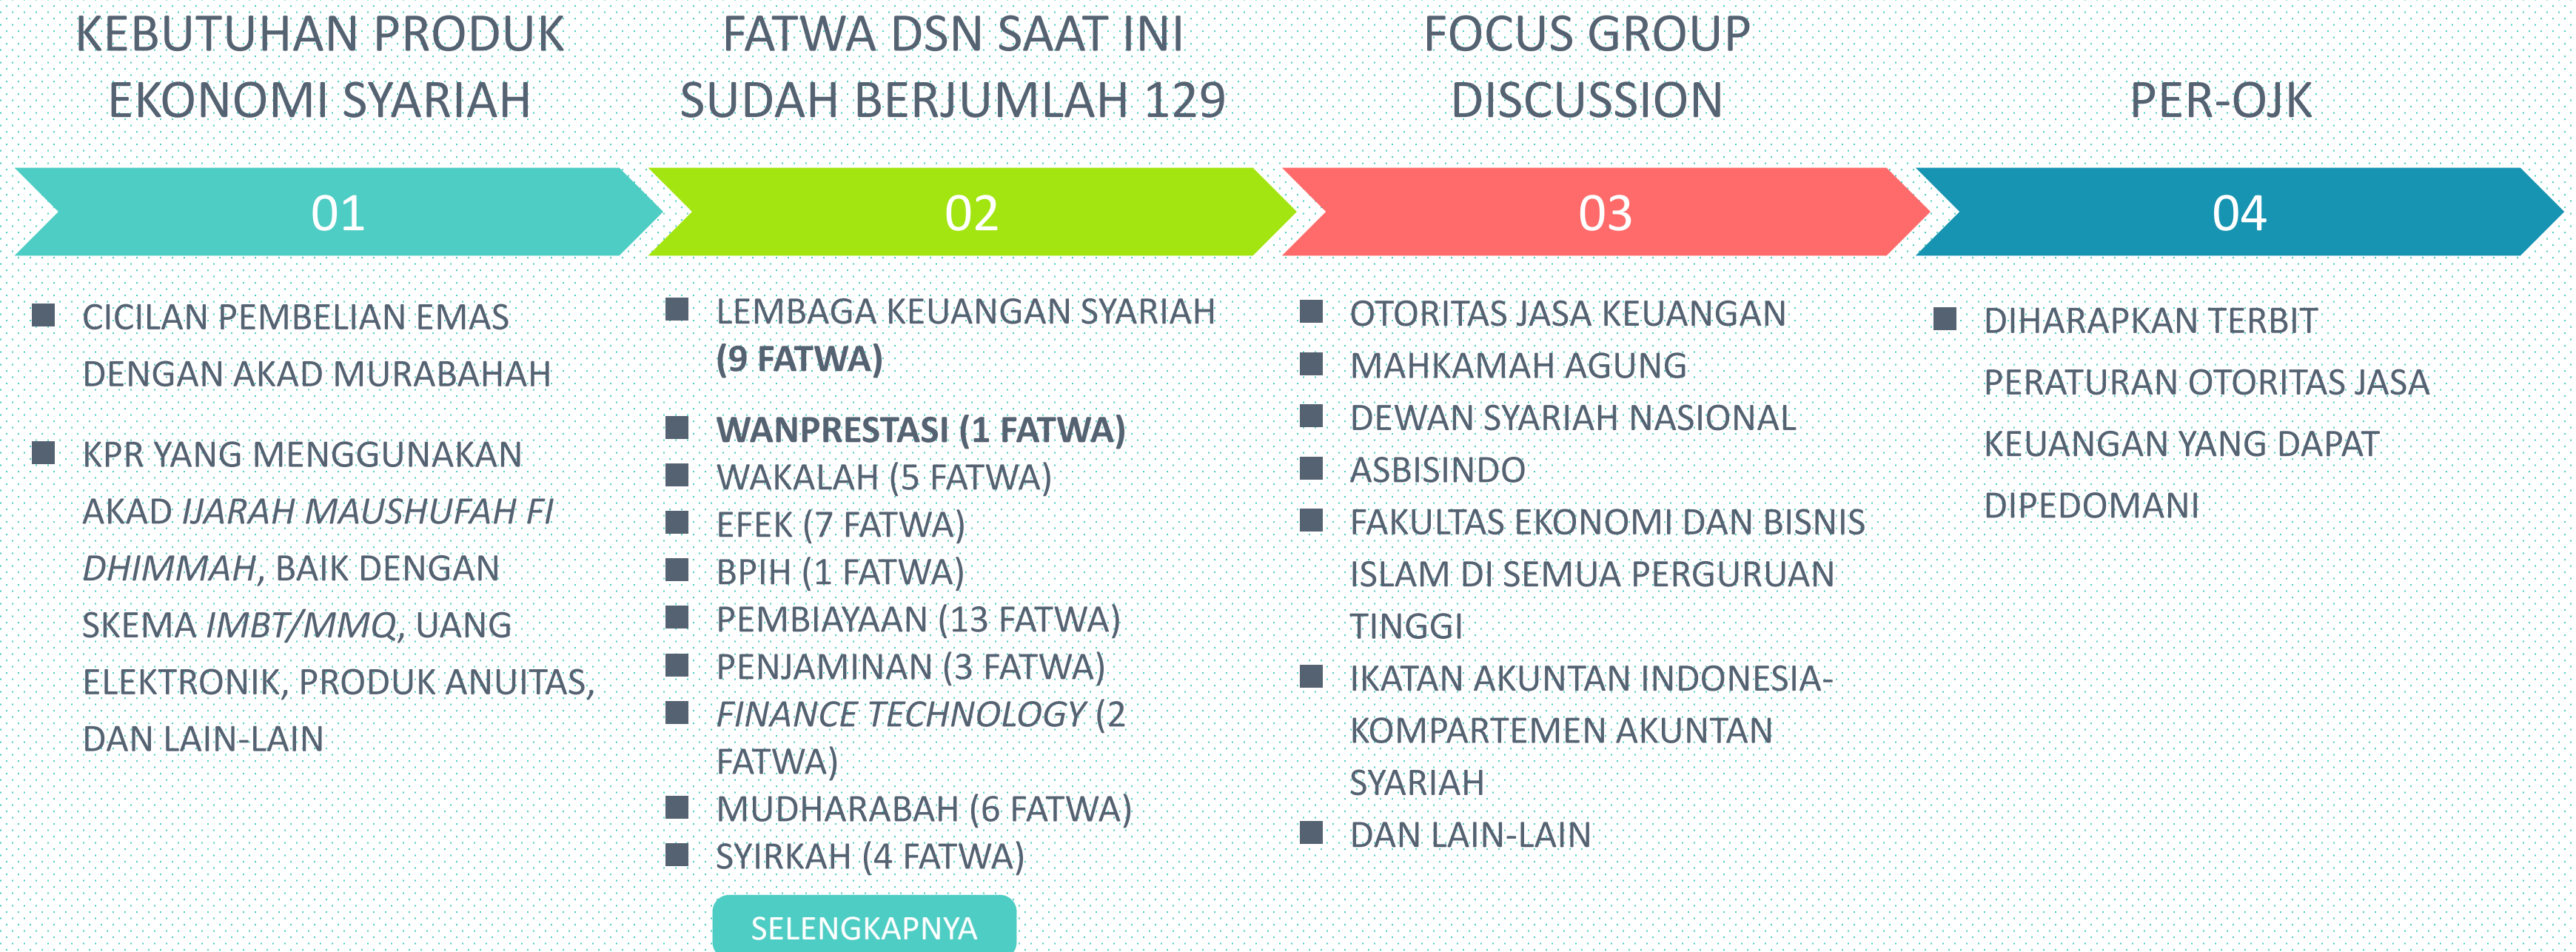 KEBUTUHAN PRODUK
EKONOMI SYARIAH
01
■ CICILAN PEMBELIAN EMAS
DENGAN AKAD MURABAHAH
■ KPR YANG MENGGUNAKAN
AKAD IJARAH MAUSHUFAH FI
DHIMMAH, BAIK DENGAN
SKEMA IMBT/MMQ, UANG
ELEKTRONIK, PRODUK ANUITAS,
DAN LAIN-LAIN
FATWA DSN SAAT INI
SUDAH BERJUMLAH 129
02
■ LEMBAGA KEUANGAN SYARIAH
(9 FATWA)
■ WANPRESTASI (1 FATWA)
■ WAKALAH (5 FATWA)
■ EFEK (7 FATWA)
■ BPIH (1 FATWA)
■ PEMBIAYAAN (13 FATWA)
■ PENJAMINAN (3 FATWA)
■ FINANCE TECHNOLOGY (2
FATWA)
■ MUDHARABAH (6 FATWA)
■ SYIRKAH (4 FATWA)
SELENGKAPNYA
FOCUS GROUP
DISCUSSION
03
■ OTORITAS JASA KEUANGAN
■ MAHKAMAH AGUNG
■ DEWAN SYARIAH NASIONAL
■ ASBISINDO
■ FAKULTAS EKONOMI DAN BISNIS
ISLAM DI SEMUA PERGURUAN
TINGGI
■ IKATAN AKUNTAN INDONESIA-
KOMPARTEMEN AKUNTAN
SYARIAH
■ DAN LAIN-LAIN
PER-OJK
04
■ DIHARAPKAN TERBIT
PERATURAN OTORITAS JASA
KEUANGAN YANG DAPAT
DIPEDOMANI